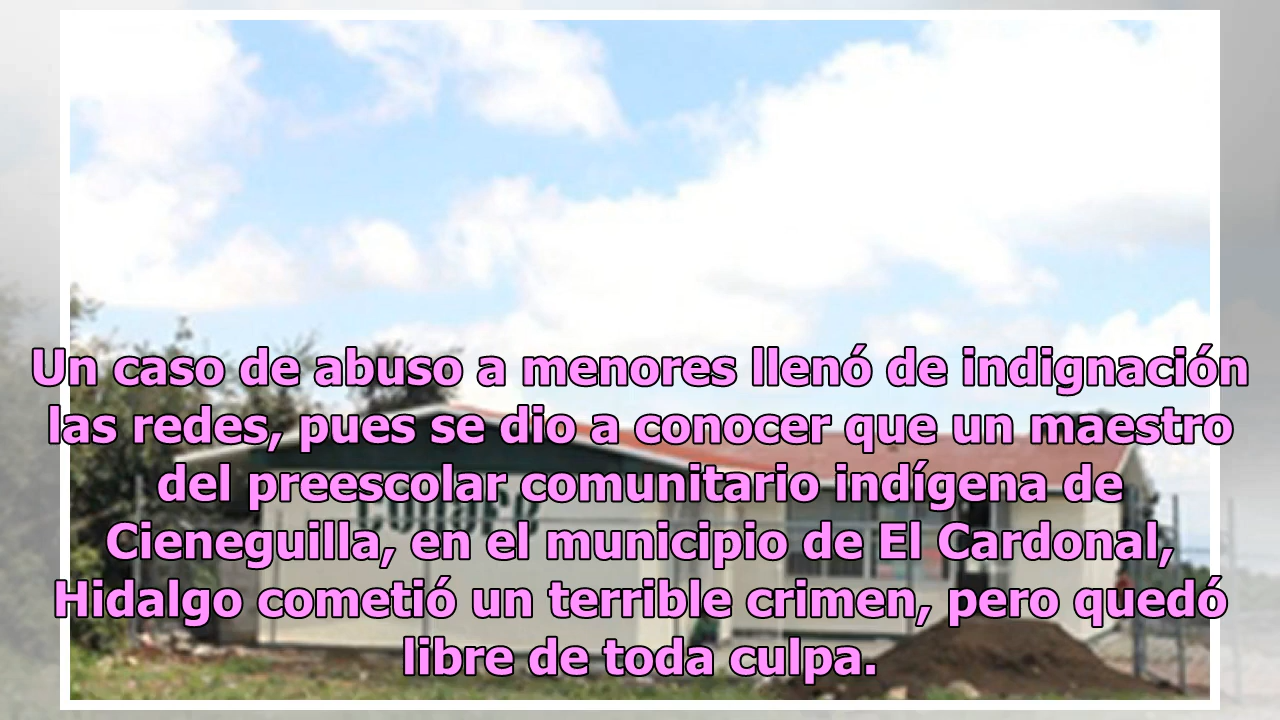 Un caso de abuso a menores llenó de indignación
las redes, pues se dio a conocer que un maestro
del preescolar comunitario indígena de
Cieneguilla, en el municipio de El Cardonal,
Hidalgo cometió un terrible crimen, pero quedó
libre de toda culpa.